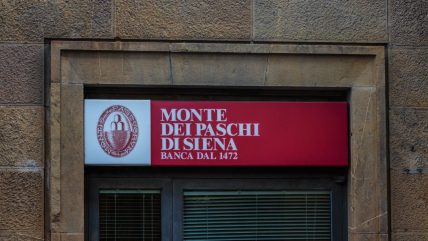 MONTE
DEI PASCHI
DI SIENA
BANCA DAL 1472